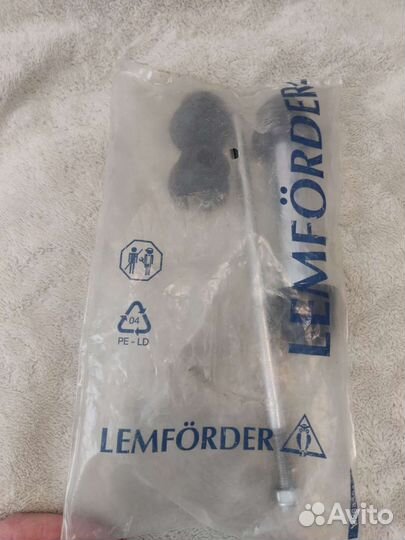 LEMFÖRDER
04
PE - LD
LEMFÖRDER
Avito